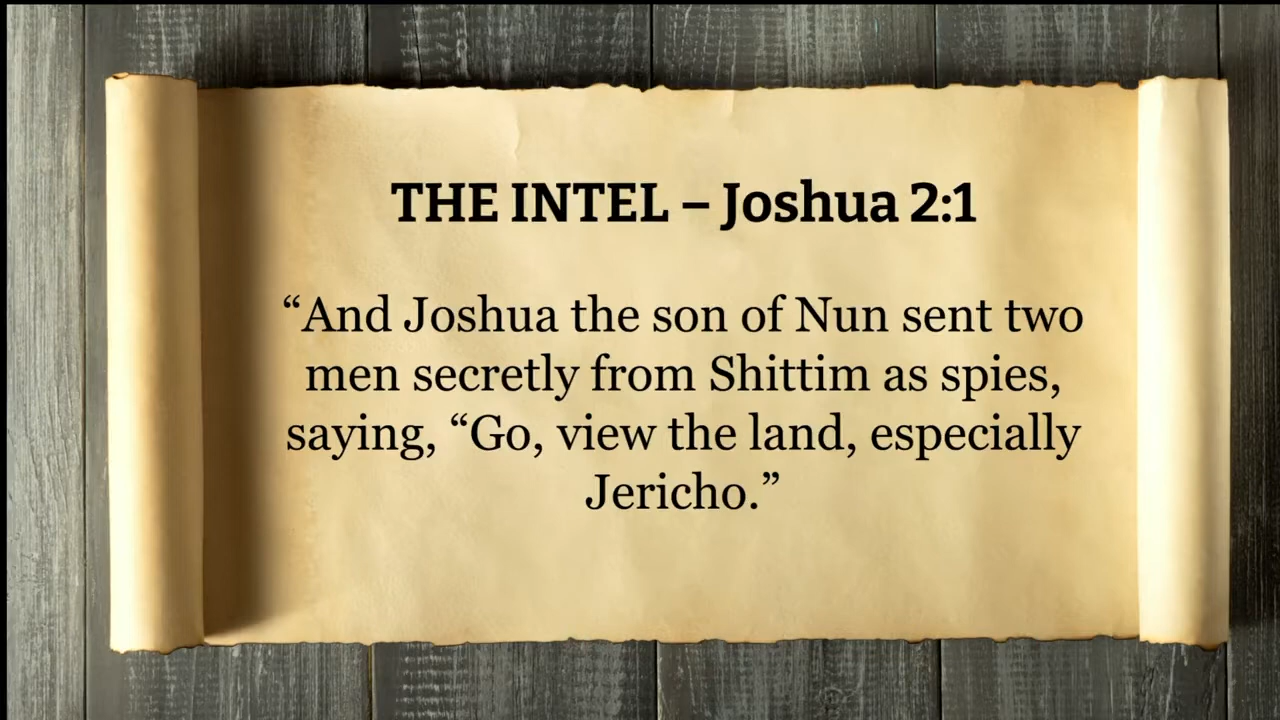 THE INTEL – Joshua 2:1
“And Joshua the son of Nun sent two
men secretly from Shittim as spies,
saying, “Go, view the land, especially
Jericho.”